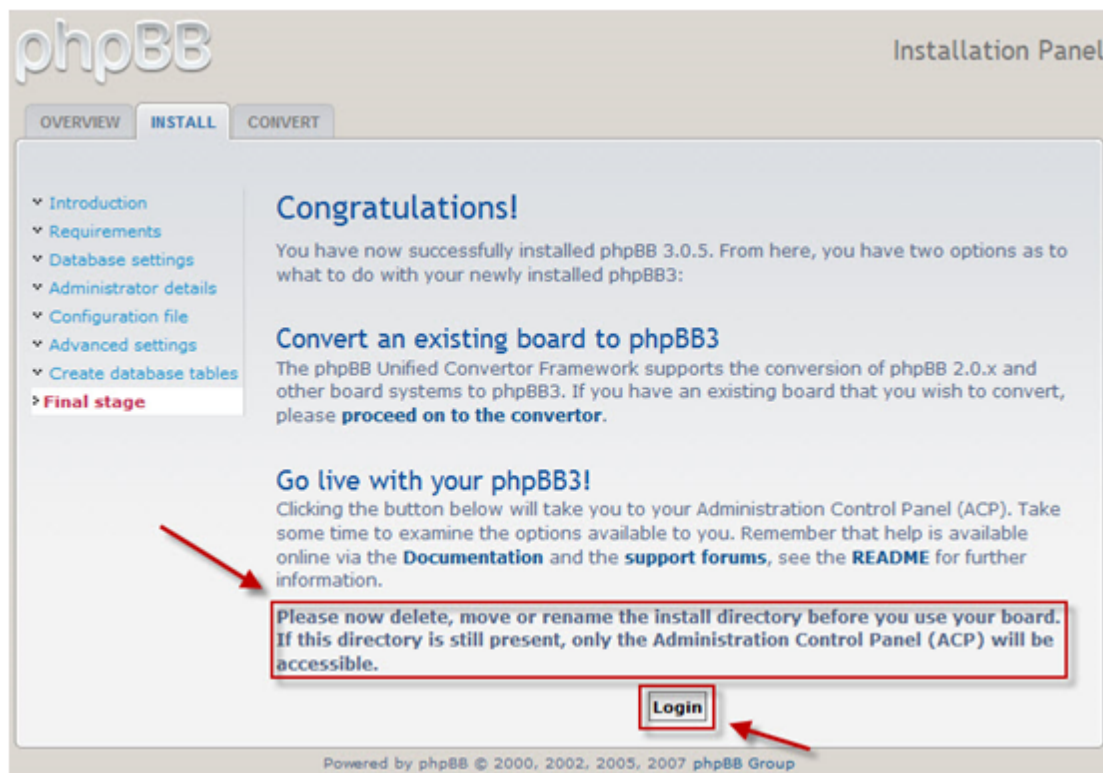 phpBB
Installation Panel
OVERVIEW INSTALL CONVERT
Introduction
Requirements
Database settings
Administrator details
Configuration file
Advanced settings
Create database tables
Final stage
Congratulations!
You have now successfully installed phpBB 3.0.5. From here, you have two options as to
what to do with your newly installed phpBB3:
Convert an existing board to phpBB3
The phpBB Unified Convertor Framework supports the conversion of phpBB 2.0.x and
other board systems to phpBB3. If you have an existing board that you wish to convert,
please proceed on to the convertor.
Go live with your phpBB3!
Clicking the button below will take you to your Administration Control Panel (ACP). Take
some time to examine the options available to you. Remember that help is available
online via the Documentation and the support forums, see the README for further
information.
Please now delete, move or rename the install directory before you use your board.
If this directory is still present, only the Administration Control Panel (ACP) will be
accessible.
Login
Powered by phpBB © 2000, 2002, 2005, 2007 phpBB Group